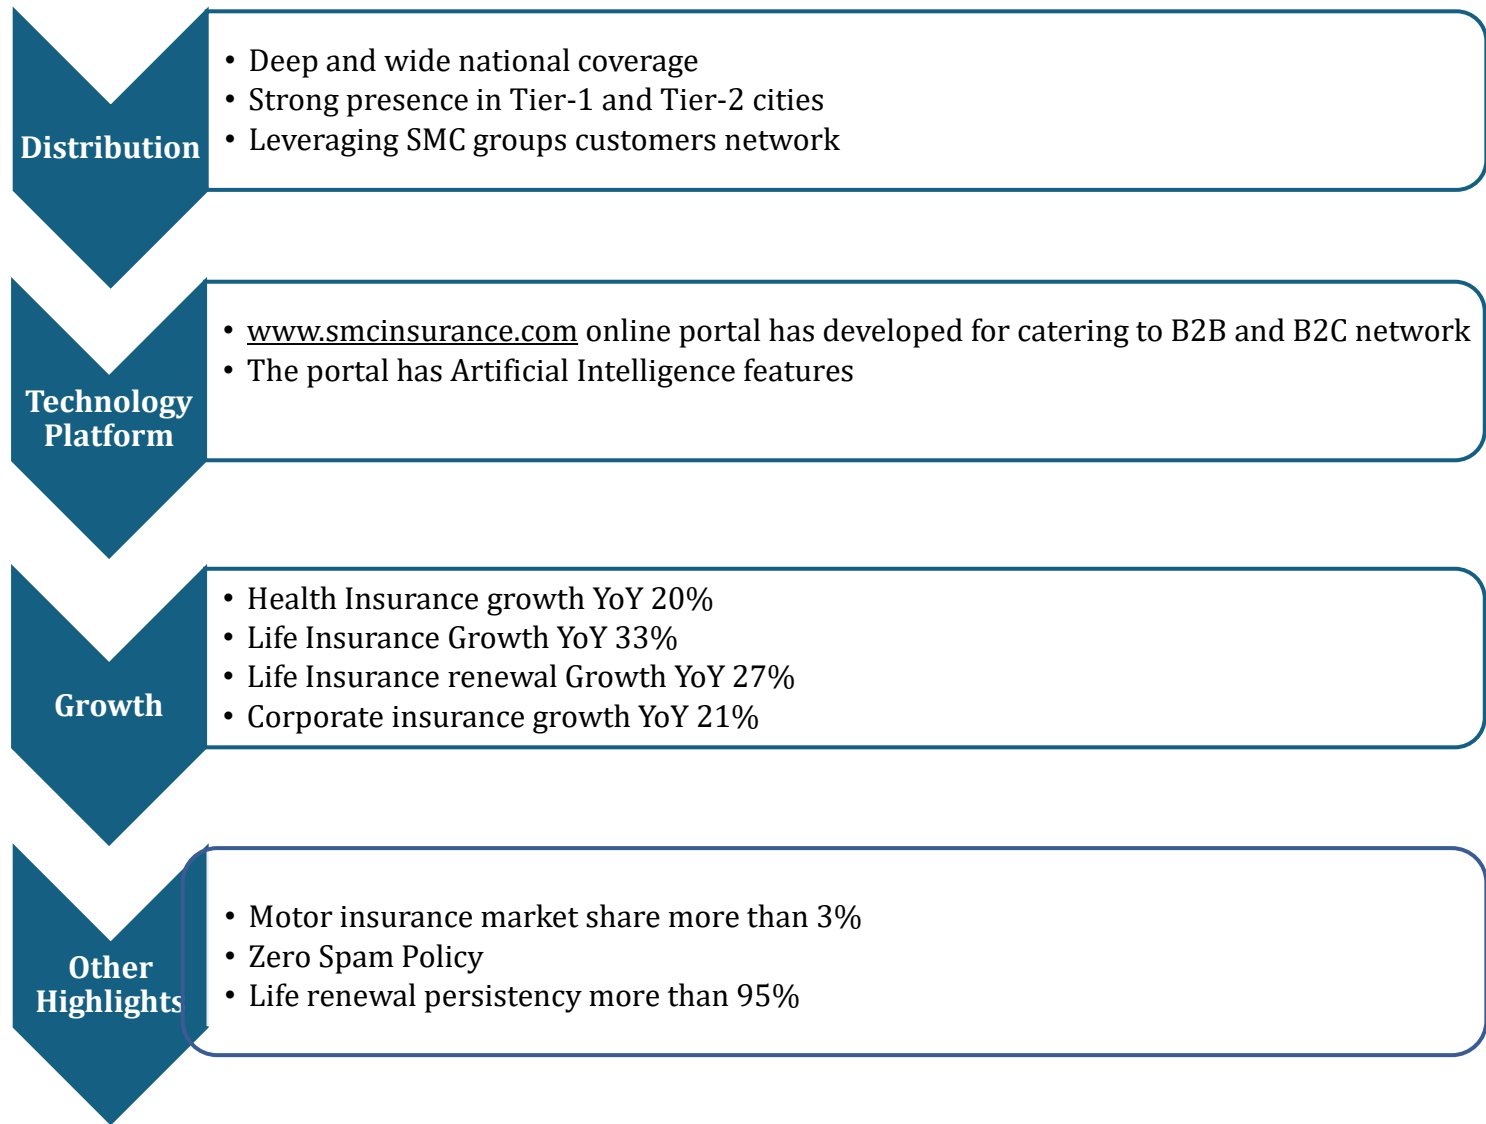 Distribution
• Deep and wide national coverage
• Strong presence in Tier-1 and Tier-2 cities
• Leveraging SMC groups customers network
Technology
Platform
• www.smcinsurance.com online portal has developed for catering to B2B and B2C network
• The portal has Artificial Intelligence features
Growth
• Health Insurance growth YoY 20%
• Life Insurance Growth YoY 33%
• Life Insurance renewal Growth YoY 27%
• Corporate insurance growth YoY 21%
Other
Highlights
• Motor insurance market share more than 3%
• Zero Spam Policy
• Life renewal persistency more than 95%